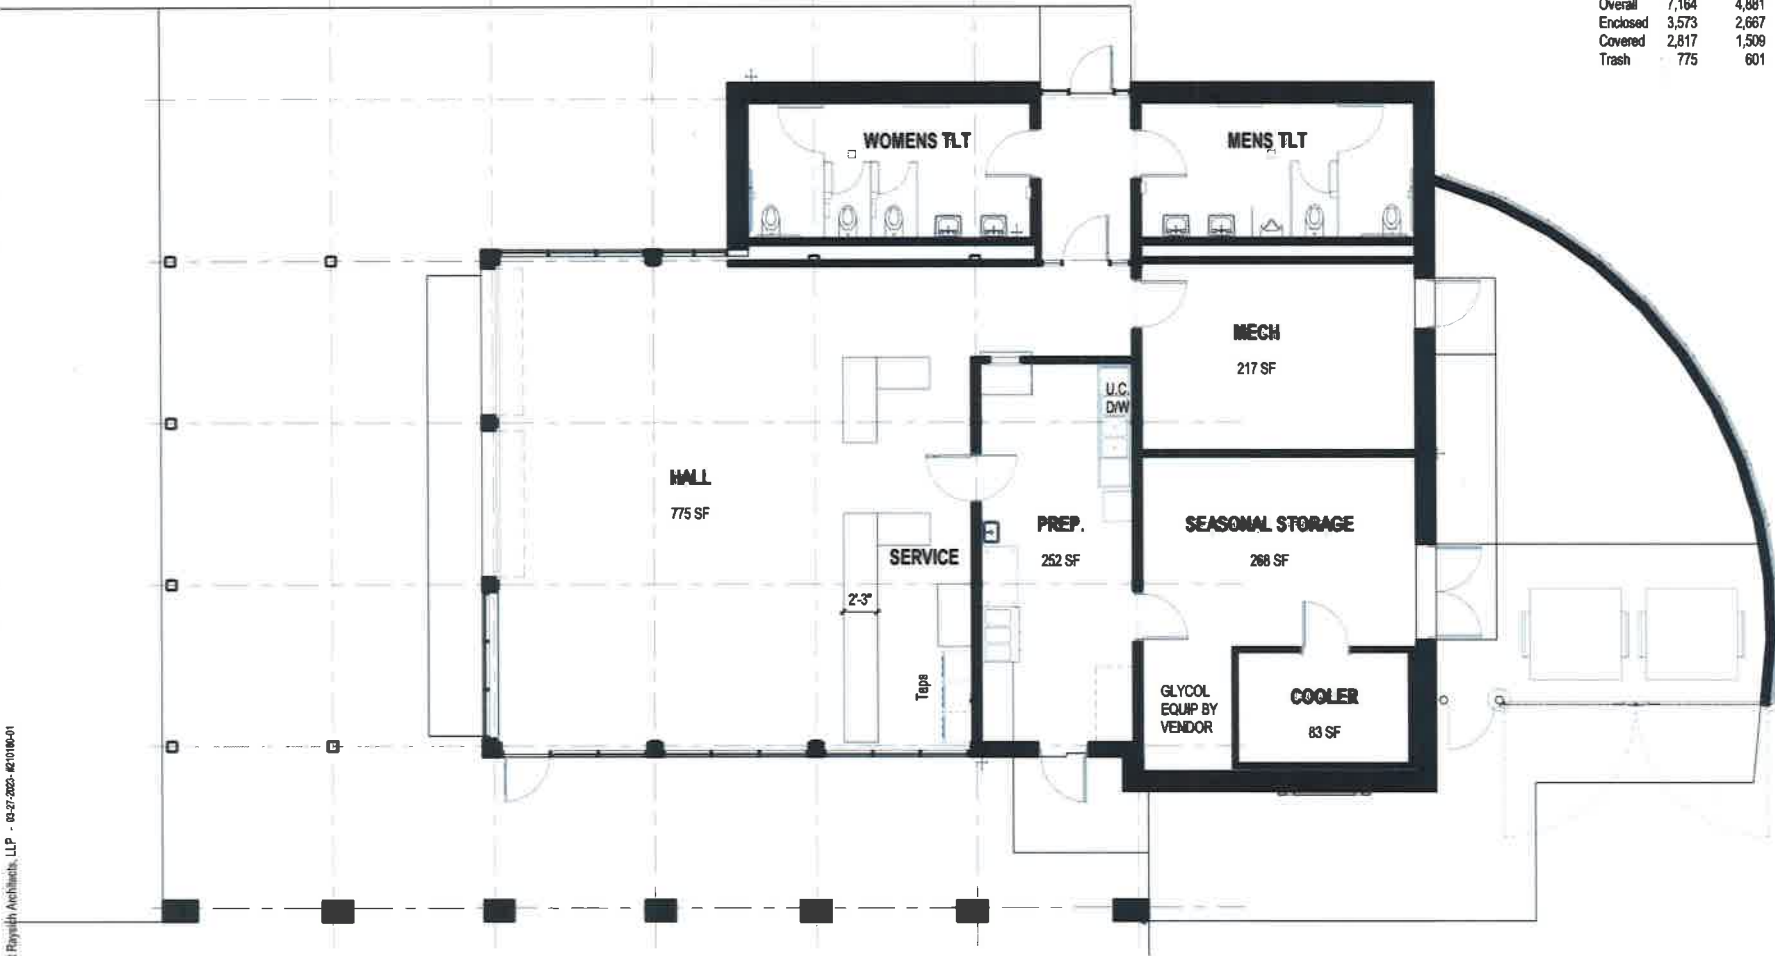 Overall 7,164 4,881
Enclosed 3,573 2,667
Covered 2,817 1,509
Trash 775 601
WOMENS TLT
MENS TLT
MECH
217 SF
U.C.
D/W
HALL
775 SF
PREP.
252 SF
SEASONAL STORAGE
268 SF
SERVICE
2'-3"
Taps
GLYCOL
EQUIP BY
VENDOR
COOLER
83 SF
Architects, LLP - 03-27-2020- #210180-01